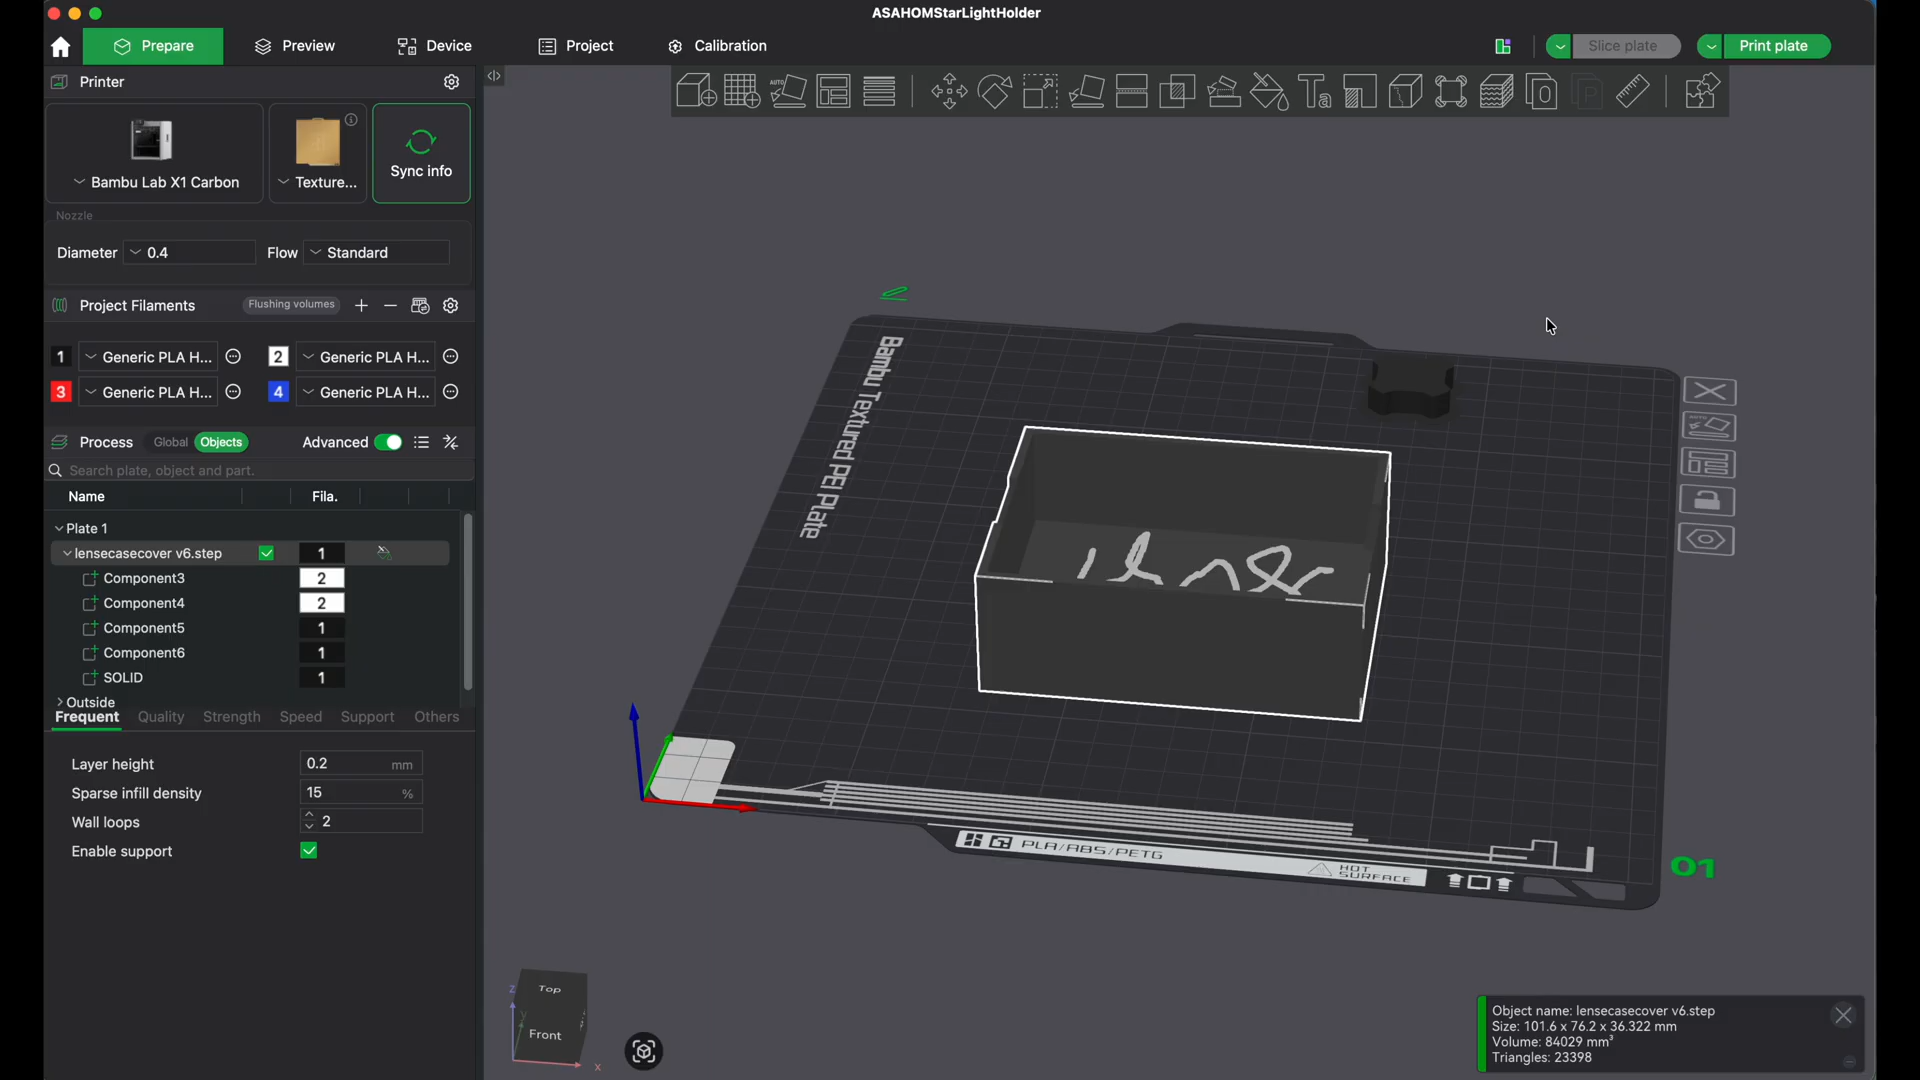 ASAHOMStarLightHolder
Prepare
Preview
Device
Project
Calibration
Slice plate
Print plate
Printer
Bambu Lab X1 Carbon
Texture...
Sync info
Nozzle
Diameter
0.4
Flow
Standard
Project Filaments
Flushing volumes
1
Generic PLA H...
2
Generic PLA H...
3
Generic PLA H...
4
Generic PLA H...
Process
Global
Objects
Advanced
Search plate, object and part.
Name
Fila.
Plate 1
lensecasecover v6.step
1
Component3
2
Component4
2
Component5
1
Component6
1
SOLID
1
Outside
Frequent
Quality
Strength
Speed
Support
Others
Layer height
0.2
mm
Sparse infill density
15
%
Wall loops
2
Enable support
AUTO
Bambu Textured PEI Plate
AUTO
PLA/ABS/PETG
HOT
SURFACE
01
Top
Front
z
y
x
Object name: lensecasecover v6.step
Size: 101.6 x 76.2 x 36.322 mm
Volume: 84029 mm³
Triangles: 23398